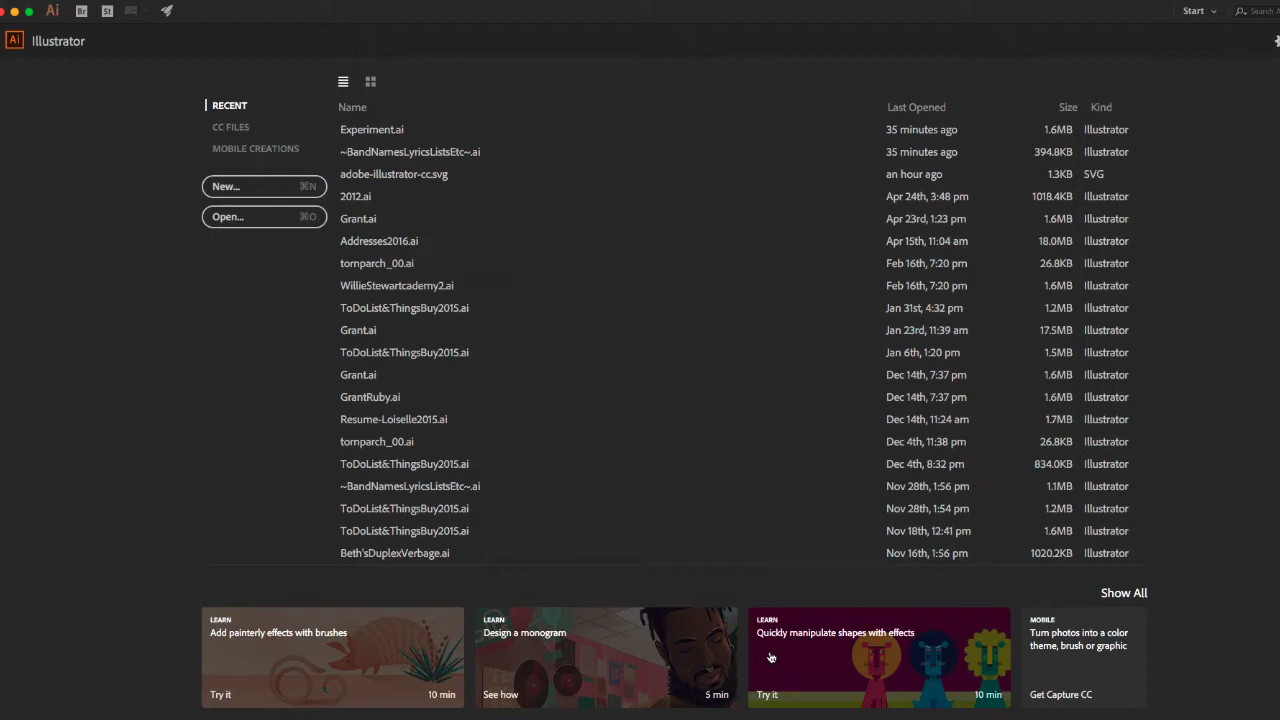 Ai Br St Start Search A
Ai Illustrator
RECENT
CC FILES
MOBILE CREATIONS
New... ⌘N
Open... ⌘O
Name Last Opened Size Kind
Experiment.ai 35 minutes ago 1.6MB Illustrator
~BandNamesLyricsListsEtc~.ai 35 minutes ago 394.8KB Illustrator
adobe-illustrator-cc.svg an hour ago 1.3KB SVG
2012.ai Apr 24th, 3:48 pm 1018.4KB Illustrator
Grant.ai Apr 23rd, 1:23 pm 1.6MB Illustrator
Addresses2016.ai Apr 15th, 11:04 am 18.0MB Illustrator
tornparch_00.ai Feb 16th, 7:20 pm 26.8KB Illustrator
WillieStewartcademy2.ai Feb 16th, 7:20 pm 1.6MB Illustrator
ToDoList&ThingsBuy2015.ai Jan 31st, 4:32 pm 1.2MB Illustrator
Grant.ai Jan 23rd, 11:39 am 17.5MB Illustrator
ToDoList&ThingsBuy2015.ai Jan 6th, 1:20 pm 1.5MB Illustrator
Grant.ai Dec 14th, 7:37 pm 1.6MB Illustrator
GrantRuby.ai Dec 14th, 7:37 pm 1.6MB Illustrator
Resume-Loiselle2015.ai Dec 14th, 11:24 am 1.7MB Illustrator
tornparch_00.ai Dec 4th, 11:38 pm 26.8KB Illustrator
ToDoList&ThingsBuy2015.ai Dec 4th, 8:32 pm 834.0KB Illustrator
~BandNamesLyricsListsEtc~.ai Nov 28th, 1:56 pm 1.1MB Illustrator
ToDoList&ThingsBuy2015.ai Nov 28th, 1:54 pm 1.2MB Illustrator
ToDoList&ThingsBuy2015.ai Nov 18th, 12:41 pm 1.6MB Illustrator
Beth'sDuplexVerbage.ai Nov 16th, 1:56 pm 1020.2KB Illustrator
Show All
LEARN
Add painterly effects with brushes
Try it 10 min
LEARN
Design a monogram
See how 5 min
LEARN
Quickly manipulate shapes with effects
Try it 10 min
MOBILE
Turn photos into a color
theme, brush or graphic
Get Capture CC